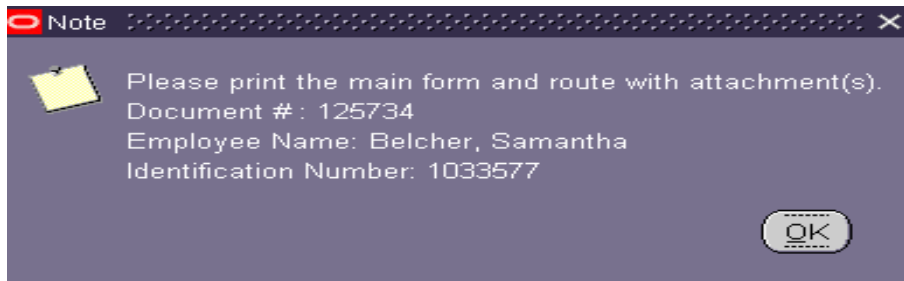 Note
Please print the main form and route with attachment(s).
Document # : 125734
Employee Name: Belcher, Samantha
Identification Number: 1033577
OK